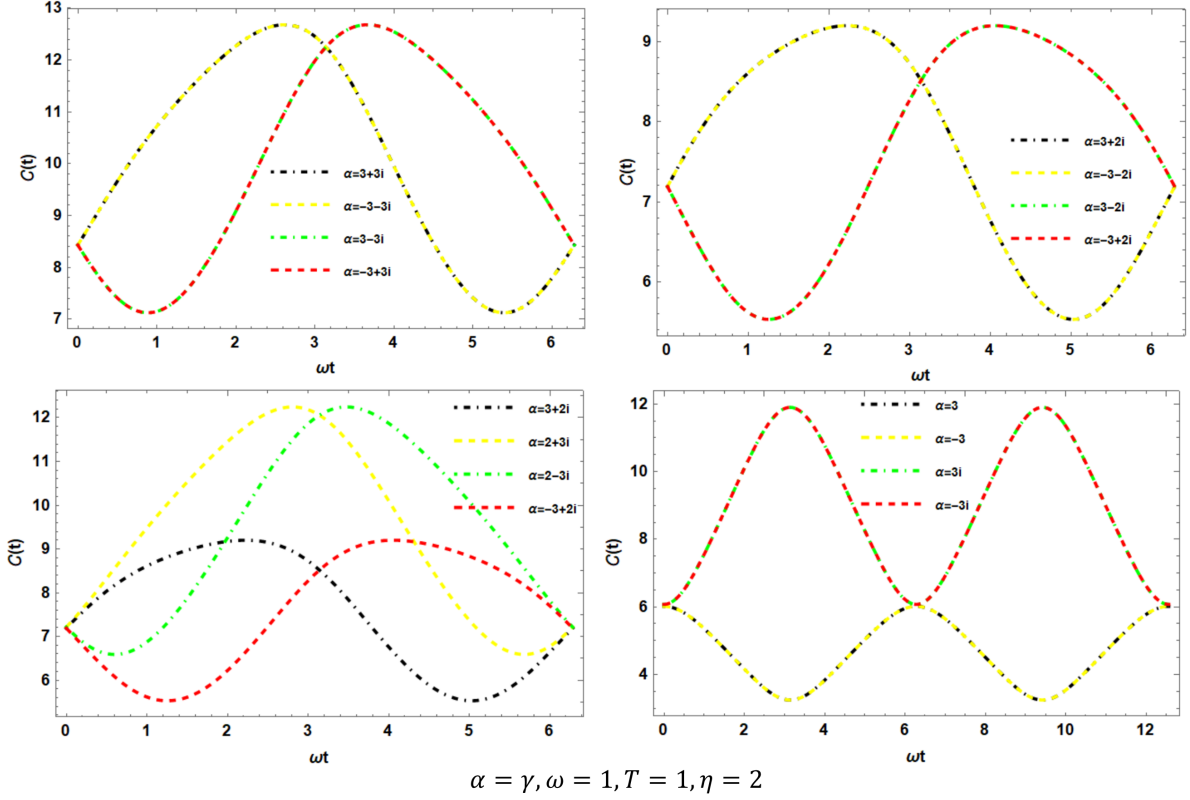 13
12
11
10
9
8
7
C(t)
α=3+3i
α=-3-3i
α=3-3i
α=-3+3i
0 1 2 3 4 5 6
ωt
9
8
7
6
C(t)
α=3+2i
α=-3-2i
α=3-2i
α=-3+2i
0 1 2 3 4 5 6
ωt
12
11
10
9
8
7
6
C(t)
α=3+2i
α=2+3i
α=2-3i
α=-3+2i
0 1 2 3 4 5 6
ωt
12
10
8
6
4
C(t)
α=3
α=-3
α=3i
α=-3i
0 2 4 6 8 10 12
ωt
α = γ, ω = 1, T = 1, η = 2